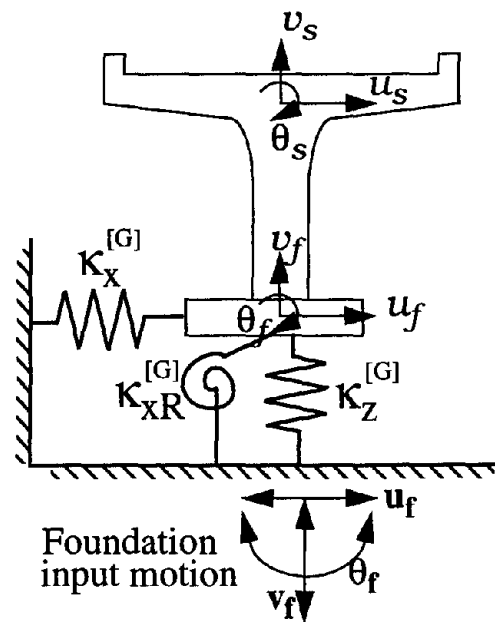 v_s
u_s
θ_s
v_f
κ_x^[G]
θ_f
u_f
κ_xR^[G]
κ_z^[G]
u_f
Foundation
input motion
θ_f
v_f